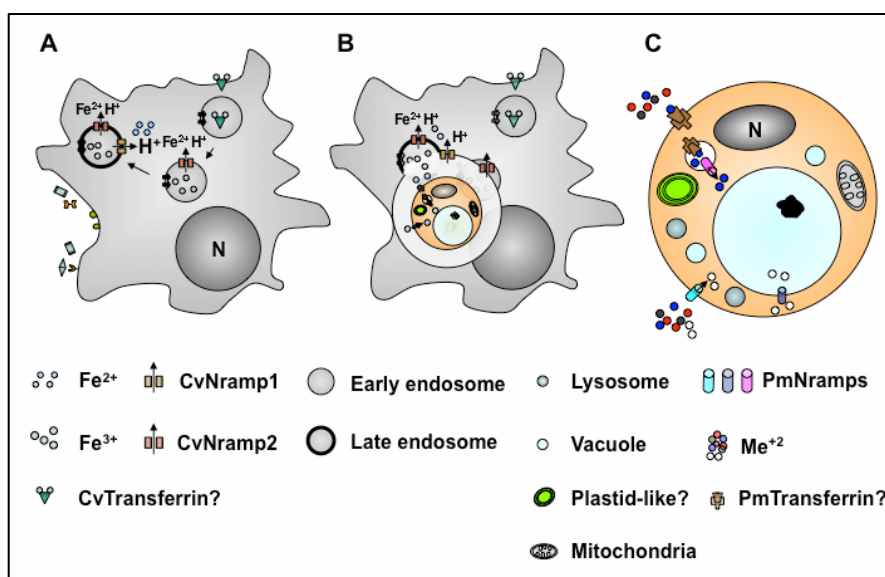 A B C
Fe2+ H+
H+
Fe2+ H+
N
Fe2+ H+
H+
N
Fe2+ CvNramp1 Early endosome Lysosome PmNramps
Fe3+ CvNramp2 Late endosome Vacuole Me+2
CvTransferrin? Plastid-like? PmTransferrin?
Mitochondria